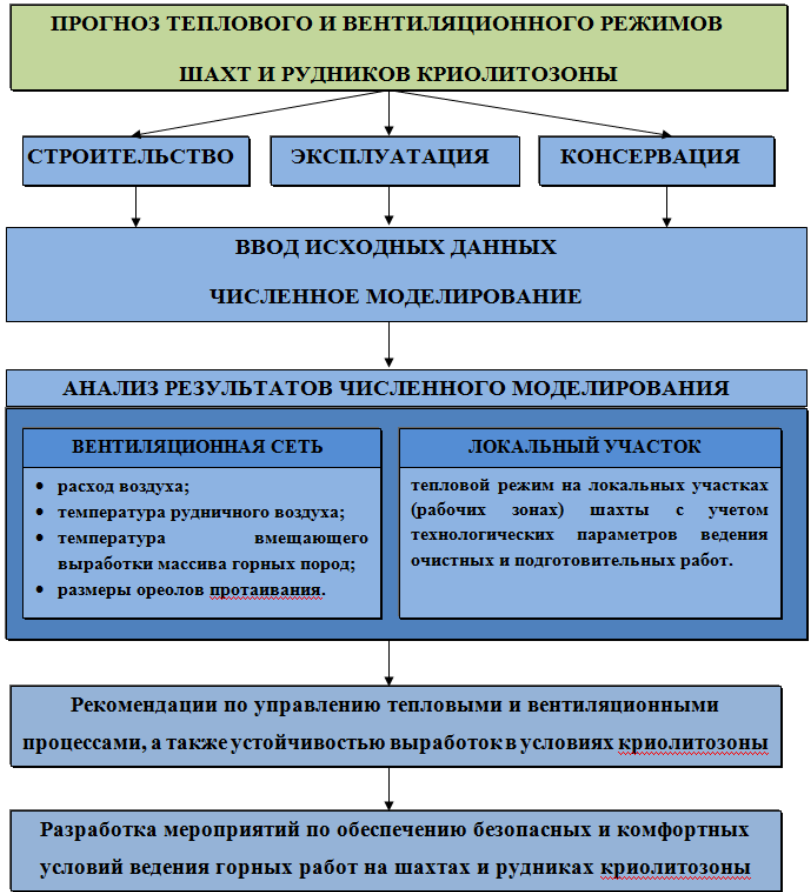 ПРОГНОЗ ТЕПЛОВОГО И ВЕНТИЛЯЦИОННОГО РЕЖИМОВ
ШАХТ И РУДНИКОВ КРИОЛИТОЗОНЫ
СТРОИТЕЛЬСТВО
ЭКСПЛУАТАЦИЯ
КОНСЕРВАЦИЯ
ВВОД ИСХОДНЫХ ДАННЫХ
ЧИСЛЕННОЕ МОДЕЛИРОВАНИЕ
АНАЛИЗ РЕЗУЛЬТАТОВ ЧИСЛЕННОГО МОДЕЛИРОВАНИЯ
ВЕНТИЛЯЦИОННАЯ СЕТЬ
• расход воздуха;
• температура рудничного воздуха;
• температура вмещающего
выработки массива горных пород;
• размеры ореолов протаивания.
ЛОКАЛЬНЫЙ УЧАСТОК
тепловой режим на локальных участках
(рабочих зонах) шахты с учетом
технологических параметров ведения
очистных и подготовительных работ.
Рекомендации по управлению тепловыми и вентиляционными
процессами, а также устойчивостью выработок в условиях криолитозоны
Разработка мероприятий по обеспечению безопасных и комфортных
условий ведения горных работ на шахтах и рудниках криолитозоны